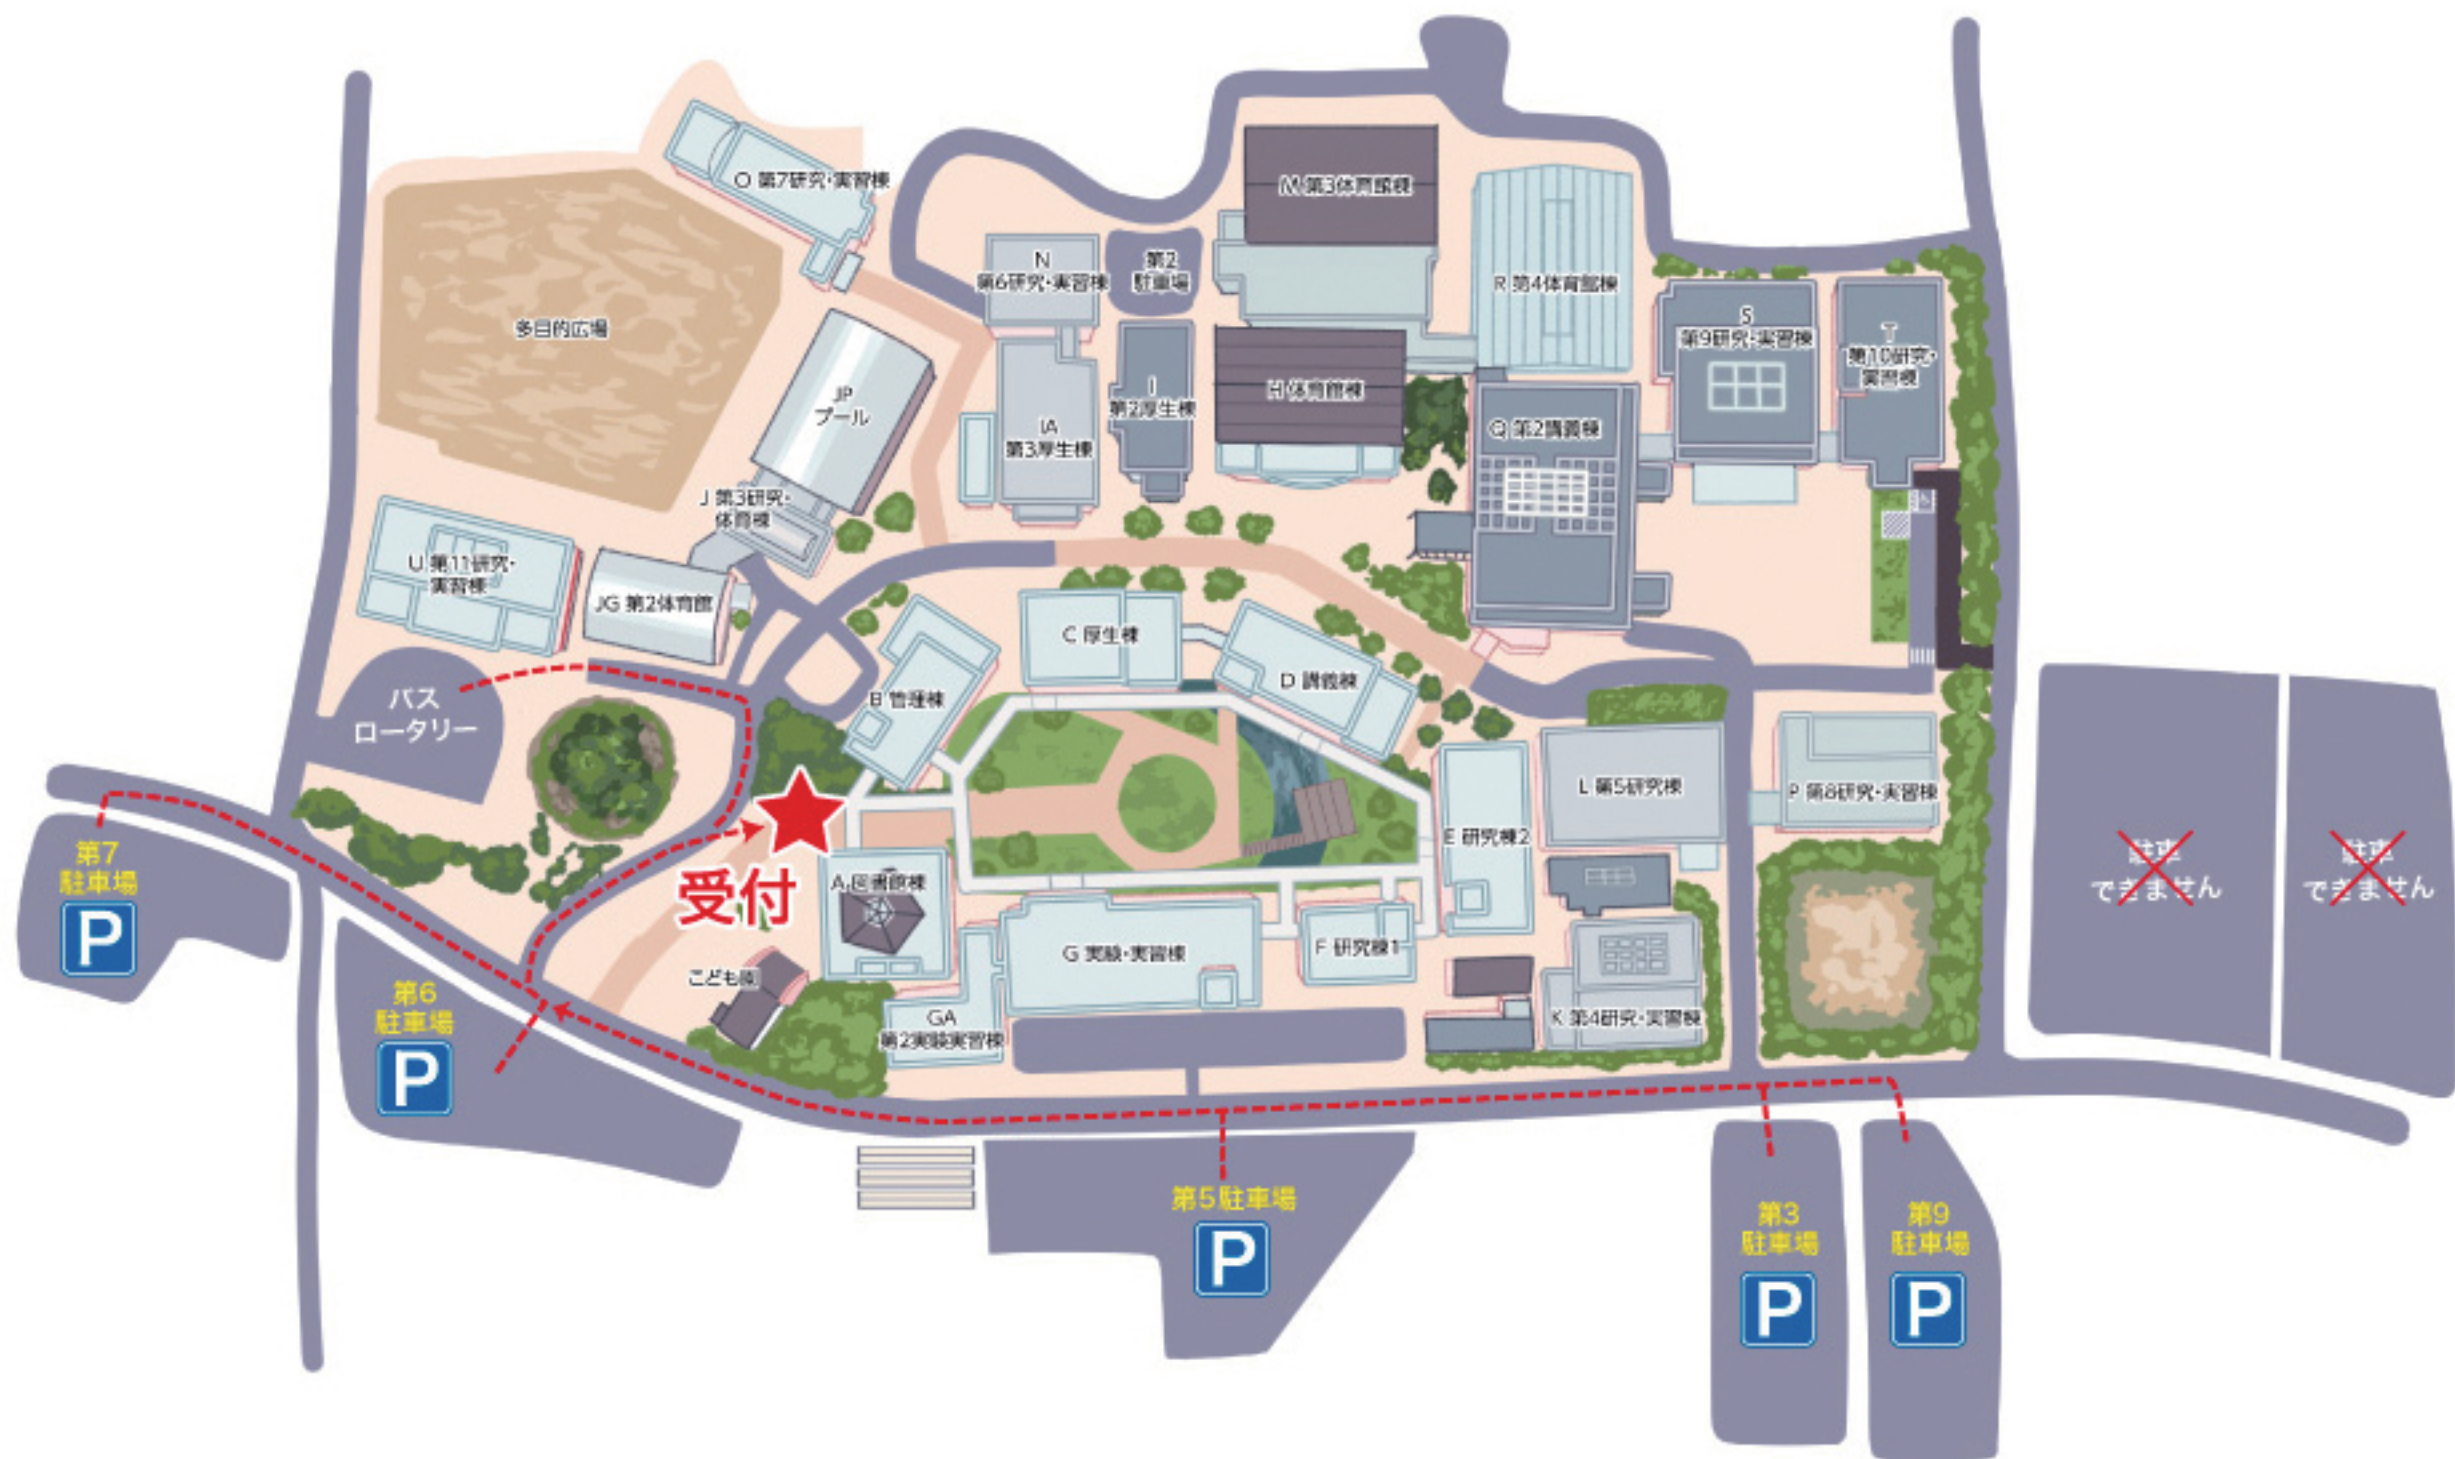 O 第7研究・実習棟
M 第3体育館棟
N
第6研究・実習棟
第2
駐車場
R 第4体育館棟
多目的広場
S
第9研究・実習棟
T
第10研究・
実習棟
JP
プール
I
第2厚生棟
H 体育館棟
IA
第3厚生棟
Q 第2講義棟
J 第3研究・
体育棟
U 第11研究・
実習棟
JG 第2体育館
C 厚生棟
D 講義棟
B 管理棟
バス
ロータリー
L 第5研究棟
P 第8研究・実習棟
E 研究棟2
駐車
できません
駐車
できません
第7
駐車場
P
受付
A 図書館棟
G 実験・実習棟
F 研究棟1
こども園
第6
駐車場
P
GA
第2実験実習棟
K 第4研究・実習棟
第5駐車場
P
第3
駐車場
P
第9
駐車場
P